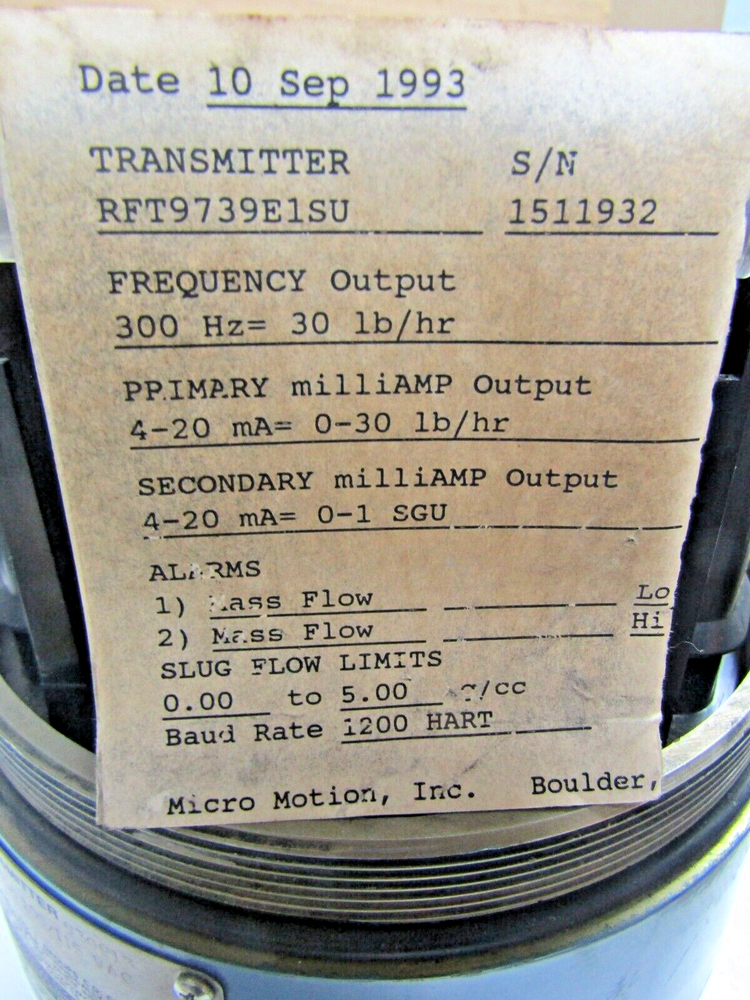 Date 10 Sep 1993
TRANSMITTER S/N
RFT9739E1SU 1511932
FREQUENCY Output
300 Hz= 30 lb/hr
PRIMARY milliAMP Output
4-20 mA= 0-30 lb/hr
SECONDARY milliAMP Output
4-20 mA= 0-1 SGU
ALARMS
1) Mass Flow Lo
2) Mass Flow Hi
SLUG FLOW LIMITS
0.00 to 5.00 g/cc
Baud Rate 1200 HART
Micro Motion, Inc. Boulder,